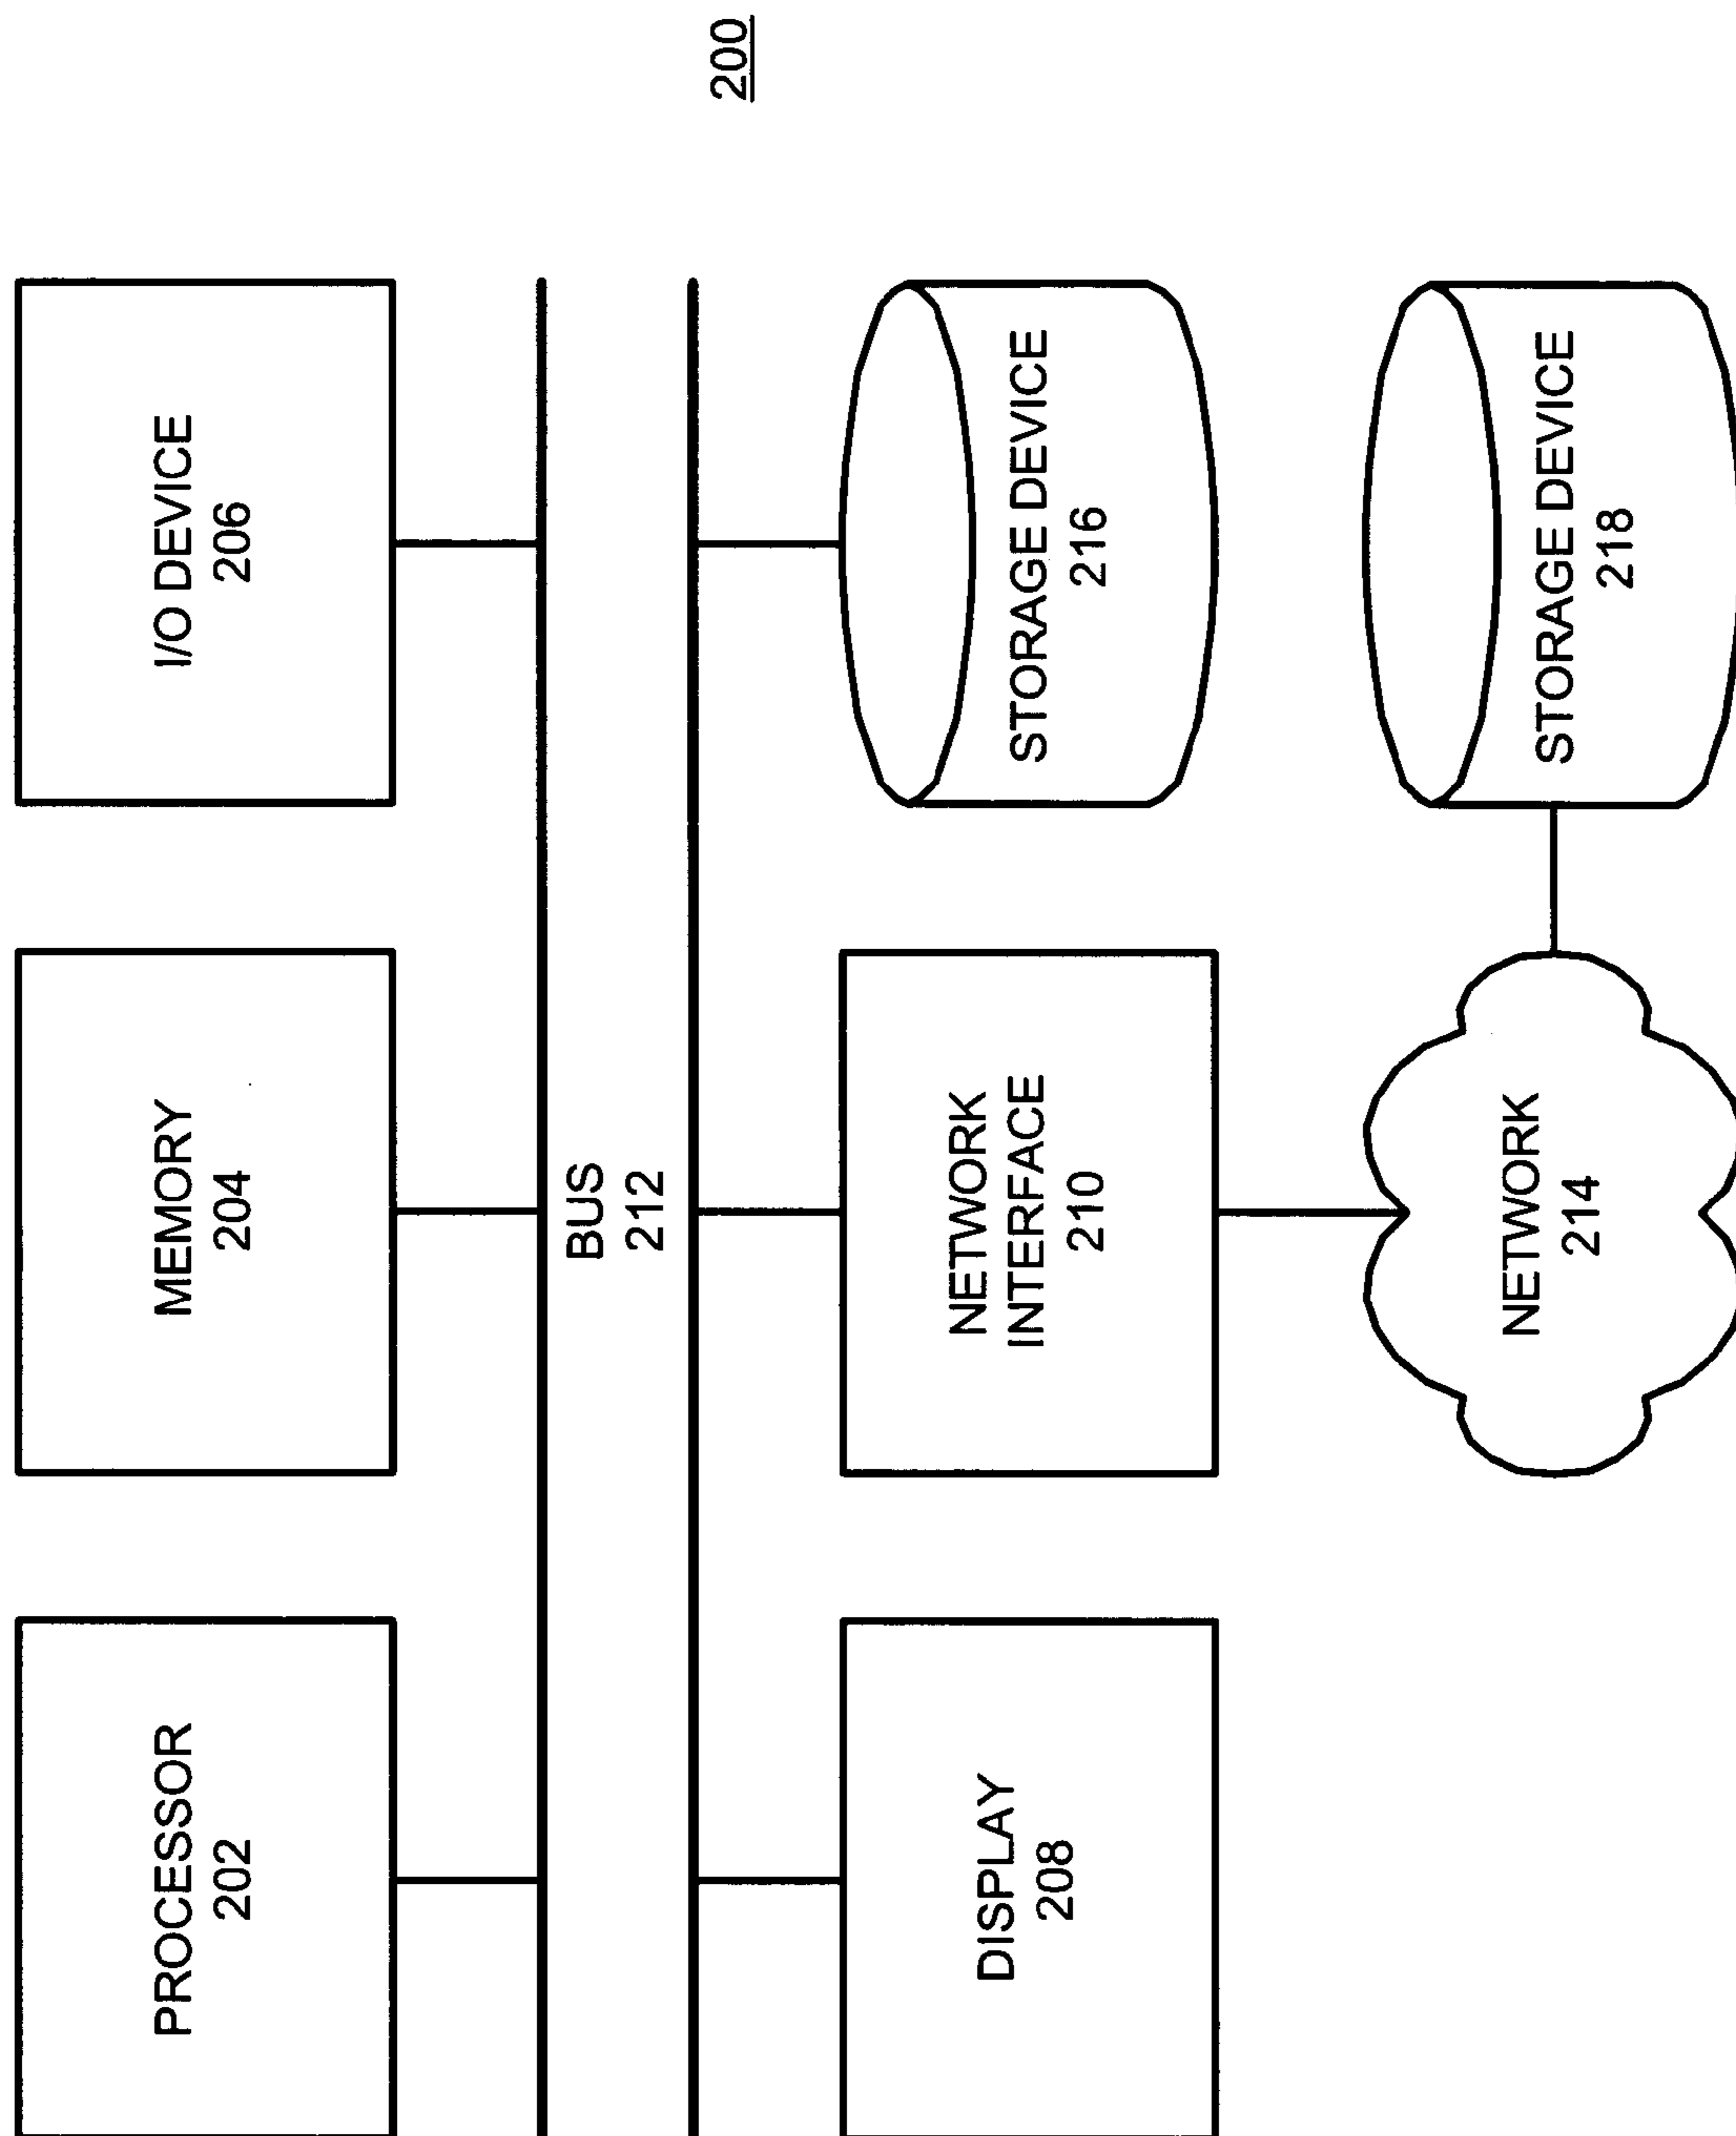 200
PROCESSOR
202
MEMORY
204
I/O DEVICE
206
BUS
212
DISPLAY
208
NETWORK
INTERFACE
210
STORAGE DEVICE
216
NETWORK
214
STORAGE DEVICE
218